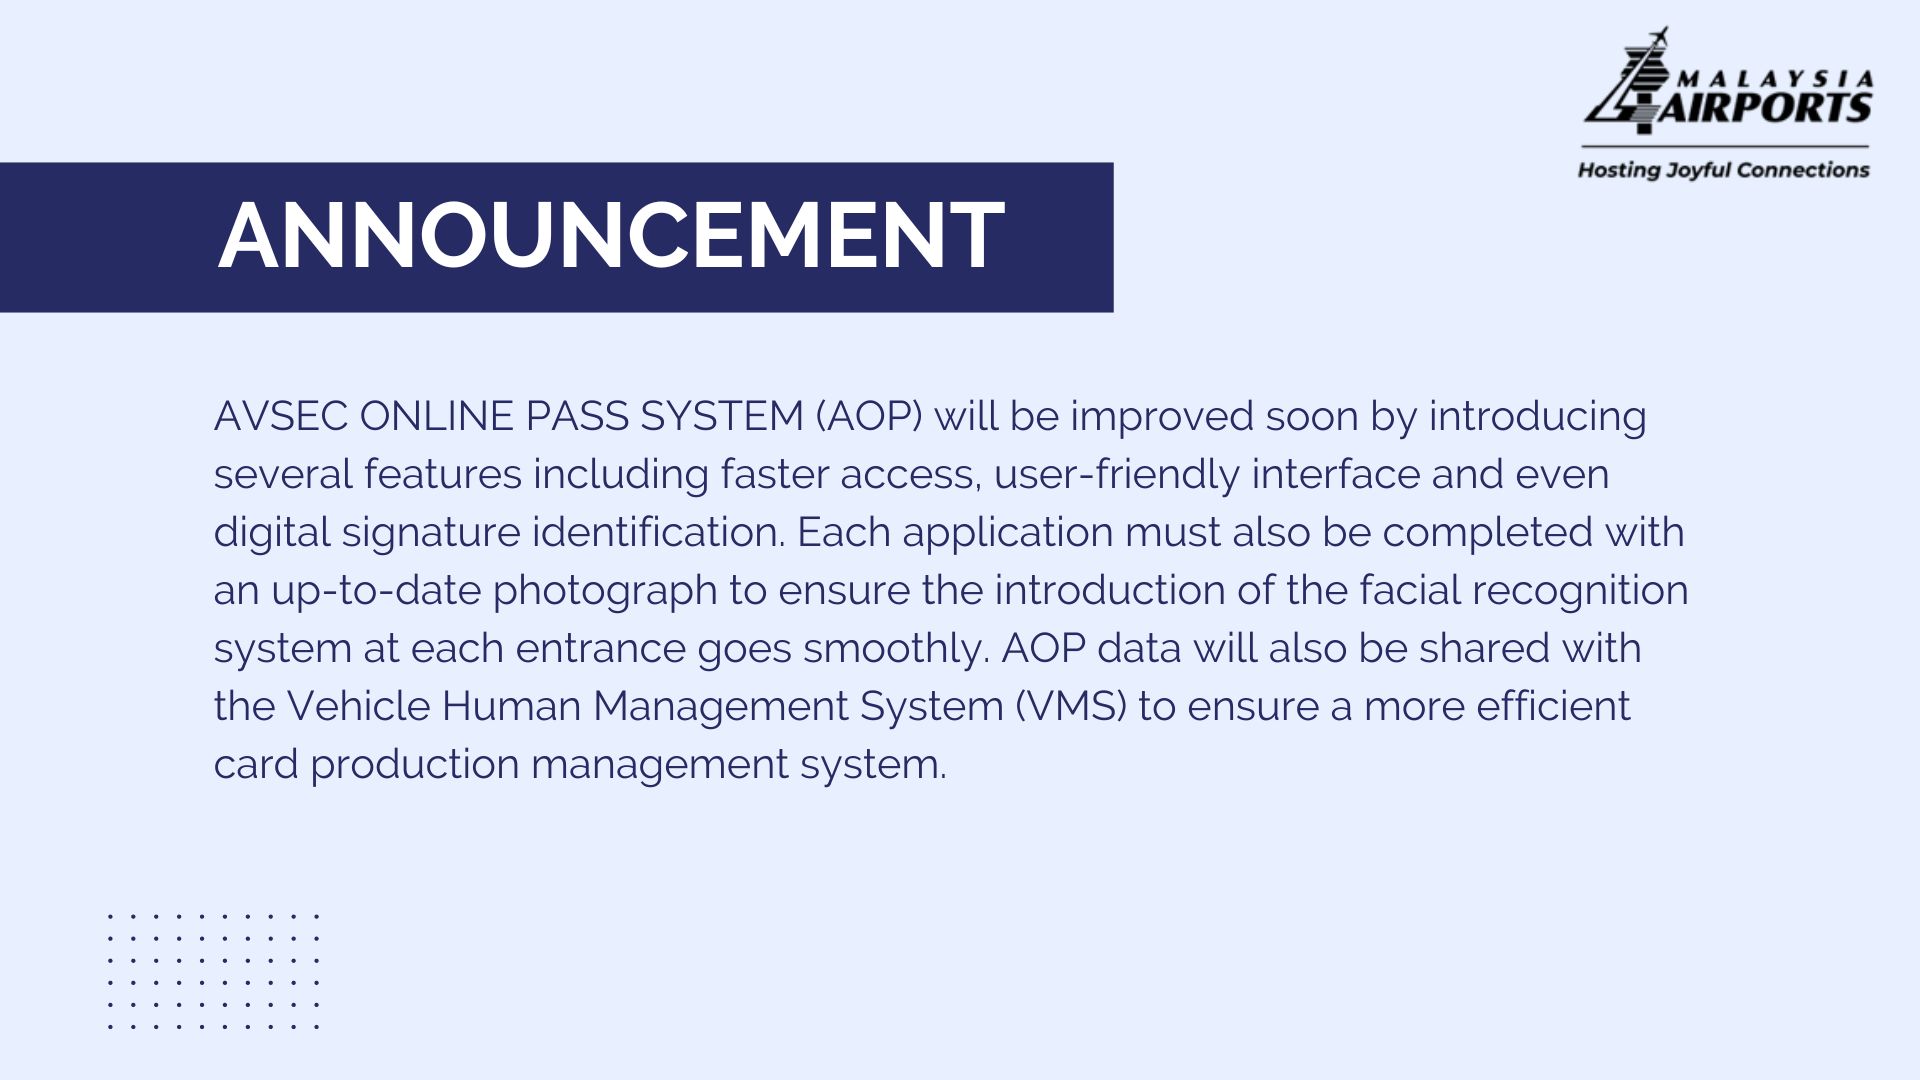 MALAYSIA
AIRPORTS
Hosting Joyful Connections
ANNOUNCEMENT
AVSEC ONLINE PASS SYSTEM (AOP) will be improved soon by introducing
several features including faster access, user-friendly interface and even
digital signature identification. Each application must also be completed with
an up-to-date photograph to ensure the introduction of the facial recognition
system at each entrance goes smoothly. AOP data will also be shared with
the Vehicle Human Management System (VMS) to ensure a more efficient
card production management system.